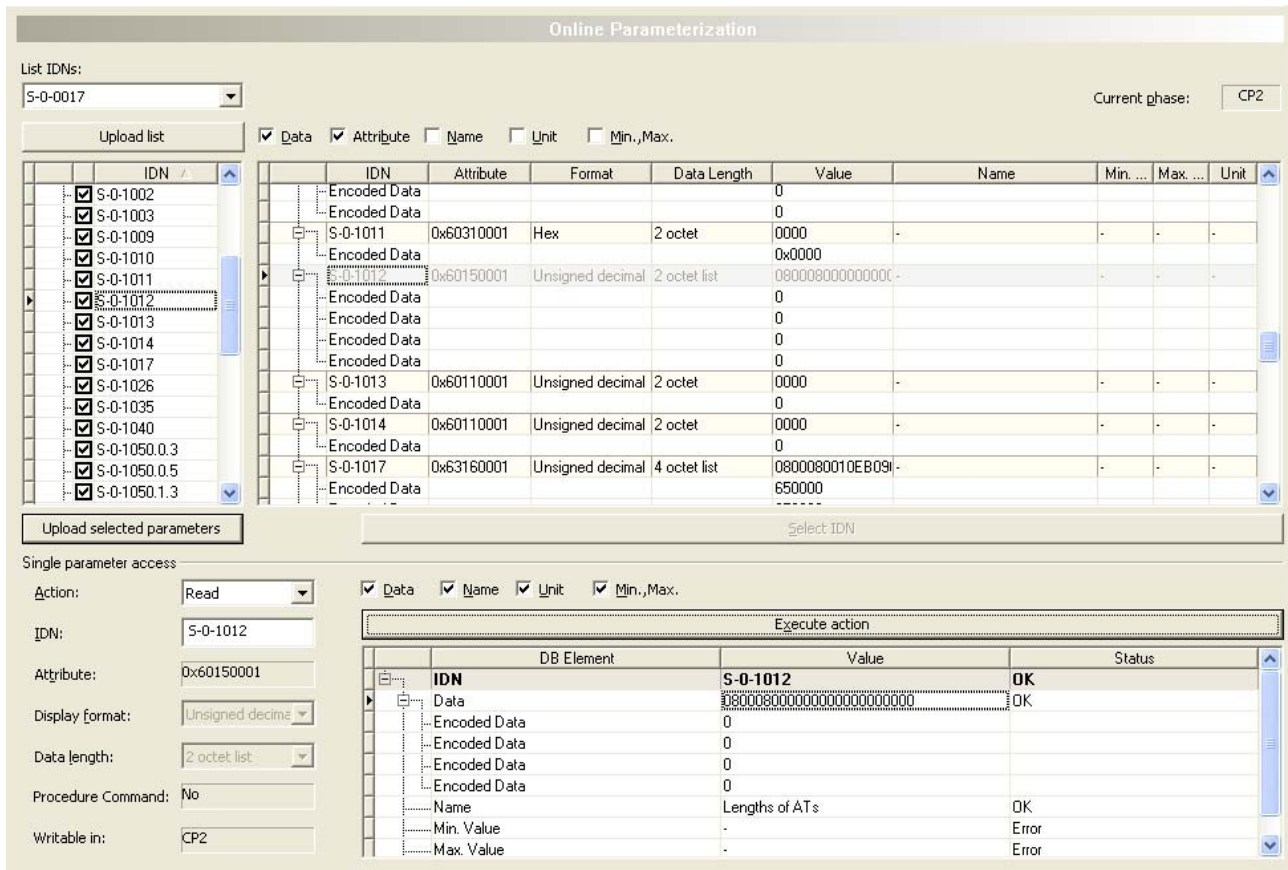 Online Parameterization
List IDNs:
S-0-0017
Current phase: CP2
Upload list
Data Attribute Name Unit Min.,Max.
IDN
S-0-1002
S-0-1003
S-0-1009
S-0-1010
S-0-1011
S-0-1012
S-0-1013
S-0-1014
S-0-1017
S-0-1026
S-0-1035
S-0-1040
S-0-1050.0.3
S-0-1050.0.5
S-0-1050.1.3
IDN Attribute Format Data Length Value Name Min. ... Max. ... Unit
Encoded Data 0
Encoded Data 0
S-0-1011 0x60310001 Hex 2 octet 0000 - - - -
Encoded Data 0x0000
S-0-1012 0x60150001 Unsigned decimal 2 octet list - - - -
Encoded Data 0
Encoded Data 0
Encoded Data 0
Encoded Data 0
S-0-1013 0x60110001 Unsigned decimal 2 octet 0000 - - - -
Encoded Data 0
S-0-1014 0x60110001 Unsigned decimal 2 octet 0000 - - - -
Encoded Data 0
S-0-1017 0x63160001 Unsigned decimal 4 octet list 0800080010EB09 - - - -
Encoded Data 650000
Upload selected parameters
Select IDN
Single parameter access
Action: Read
IDN: S-0-1012
Attribute: 0x60150001
Display format: Unsigned decima
Data length: 2 octet list
Procedure Command: No
Writable in: CP2
Data Name Unit Min.,Max.
Execute action
DB Element Value Status
IDN S-0-1012 OK
Data 080008000000000000000000 OK
Encoded Data 0
Encoded Data 0
Encoded Data 0
Encoded Data 0
Name Lengths of ATs OK
Min. Value - Error
Max. Value - Error